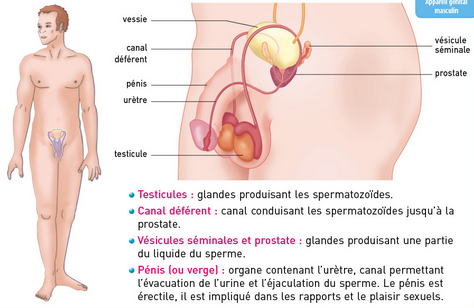 Appareil génital
masculin
vessie
canal
déférent
pénis
urètre
testicule
vésicule
séminale
prostate
Testicules : glandes produisant les spermatozoïdes.
Canal déférent : canal conduisant les spermatozoïdes jusqu'à la
prostate.
Vésicules séminales et prostate : glandes produisant une partie
du liquide du sperme.
Pénis (ou verge) : organe contenant l'urètre, canal permettant
l'évacuation de l'urine et l'éjaculation du sperme. Le pénis est
érectile, il est impliqué dans les rapports et le plaisir sexuels.